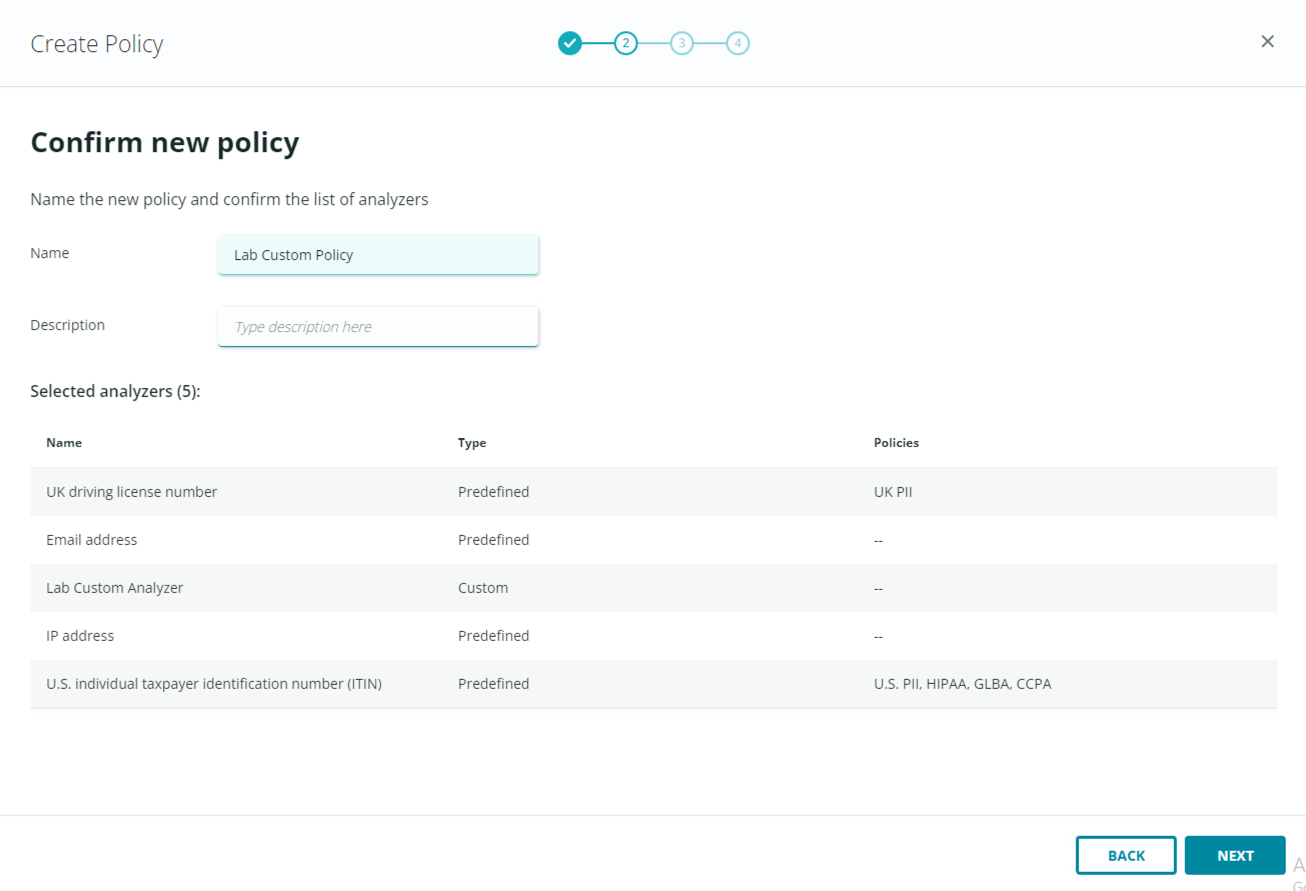 Create Policy
2 3 4
Confirm new policy
Name the new policy and confirm the list of analyzers
Name Lab Custom Policy
Description Type description here
Selected analyzers (5):
Name Type Policies
UK driving license number Predefined UK PII
Email address Predefined --
Lab Custom Analyzer Custom --
IP address Predefined --
U.S. individual taxpayer identification number (ITIN) Predefined U.S. PII, HIPAA, GLBA, CCPA
BACK NEXT